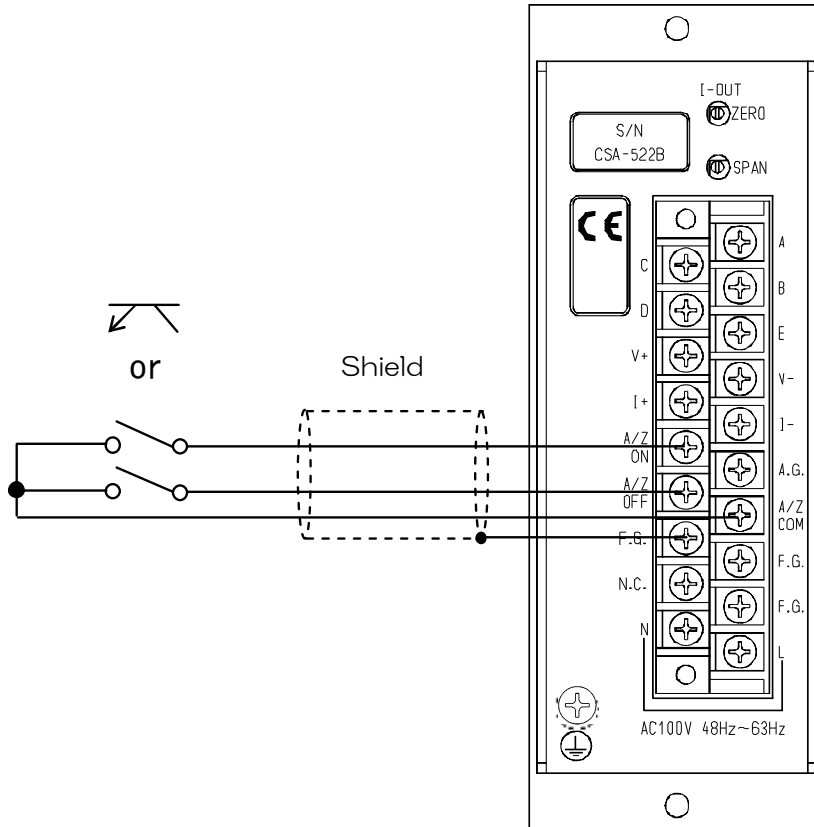 I-OUT
ZERO
S/N
CSA-522B
SPAN
CE
A
C
B
D
E
V+
V-
I+
I-
or
Shield
A/Z
ON
A.G.
A/Z
OFF
A/Z
COM
F.G.
F.G.
N.C.
F.G.
N
L
AC100V 48Hz~63Hz